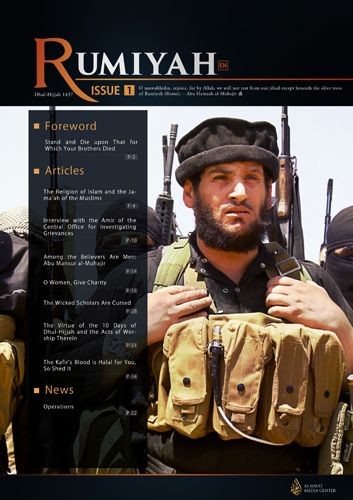 RUMIYAH EN
Dhul-Hijjah 1437
ISSUE 1
O muwahhidin, rejoice, for by Allah, we will not rest from our jihad except beneath the olive trees
of Rumiyah (Rome). - Abu Hamzah al-Muhajir
Foreword
Stand and Die upon That for
Which Your Brothers Died
P-2
Articles
The Religion of Islam and the Ja-
ma'ah of the Muslims
P-4
Interview with the Amir of the
Central Office for Investigating
Grievances
P-10
Among the Believers Are Men:
Abu Mansur al-Muhajir
P-14
O Women, Give Charity
P-18
The Wicked Scholars Are Cursed
P-28
The Virtue of the 10 Days of
Dhul-Hijjah and the Acts of Wor-
ship Therein
P-31
The Kafir's Blood is Halal for You,
So Shed It
P-34
News
Operations
P-22
AL HAYAT
MEDIA CENTER